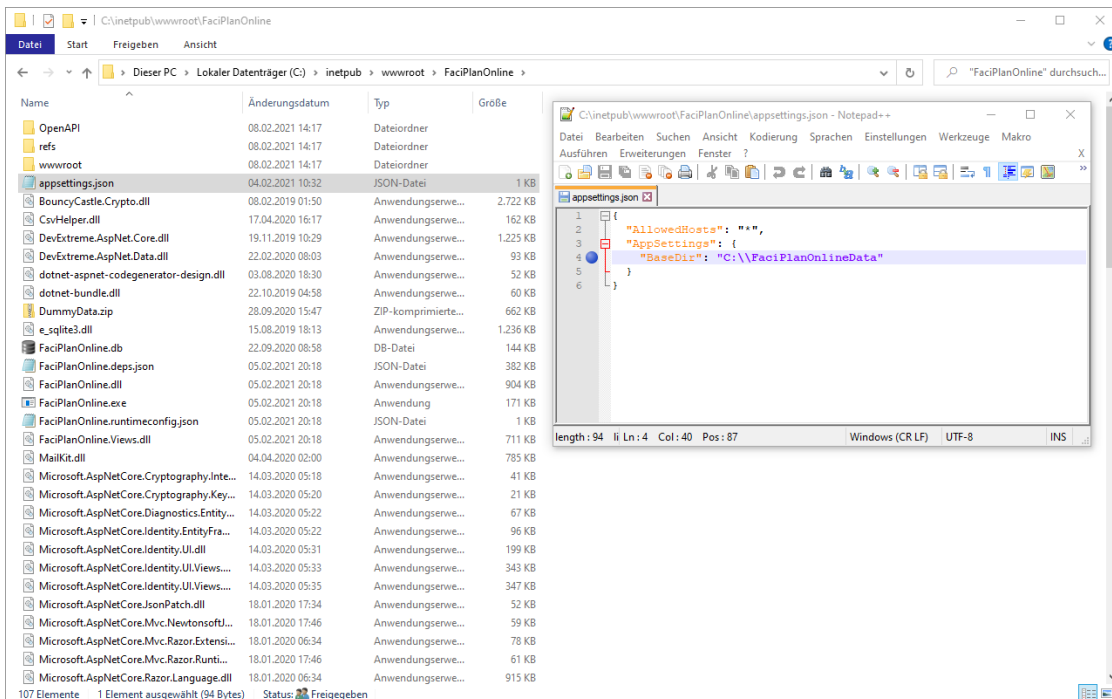 C:\inetpub\wwwroot\FaciPlanOnline
Datei Start Freigeben Ansicht
Dieser PC > Lokaler Datenträger (C:) > inetpub > wwwroot > FaciPlanOnline >
"FaciPlanOnline" durchsuch...
Name Änderungsdatum Typ Größe
OpenAPI 08.02.2021 14:17 Dateiordner
refs 08.02.2021 14:17 Dateiordner
wwwroot 08.02.2021 14:17 Dateiordner
appsettings.json 04.02.2021 10:32 JSON-Datei 1 KB
BouncyCastle.Crypto.dll 08.02.2019 01:50 Anwendungserwe... 2.722 KB
CsvHelper.dll 17.04.2020 16:17 Anwendungserwe... 162 KB
DevExtreme.AspNet.Core.dll 19.11.2019 10:29 Anwendungserwe... 1.225 KB
DevExtreme.AspNet.Data.dll 22.02.2020 08:03 Anwendungserwe... 93 KB
dotnet-aspnet-codegenerator-design.dll 03.08.2020 18:30 Anwendungserwe... 52 KB
dotnet-bundle.dll 22.10.2019 04:58 Anwendungserwe... 60 KB
DummyData.zip 28.09.2020 15:47 ZIP-komprimierte... 662 KB
e_sqlite3.dll 15.08.2019 18:13 Anwendungserwe... 1.236 KB
FaciPlanOnline.db 22.09.2020 08:58 DB-Datei 144 KB
FaciPlanOnline.deps.json 05.02.2021 20:18 JSON-Datei 382 KB
FaciPlanOnline.dll 05.02.2021 20:18 Anwendungserwe... 904 KB
FaciPlanOnline.exe 05.02.2021 20:18 Anwendung 171 KB
FaciPlanOnline.runtimeconfig.json 05.02.2021 20:18 JSON-Datei 1 KB
FaciPlanOnline.Views.dll 05.02.2021 20:18 Anwendungserwe... 711 KB
MailKit.dll 04.04.2020 02:00 Anwendungserwe... 785 KB
Microsoft.AspNetCore.Cryptography.Inte... 14.03.2020 05:18 Anwendungserwe... 41 KB
Microsoft.AspNetCore.Cryptography.Key... 14.03.2020 05:20 Anwendungserwe... 21 KB
Microsoft.AspNetCore.Diagnostics.Entity... 14.03.2020 05:22 Anwendungserwe... 67 KB
Microsoft.AspNetCore.Identity.EntityFra... 14.03.2020 05:22 Anwendungserwe... 96 KB
Microsoft.AspNetCore.Identity.UI.dll 14.03.2020 05:31 Anwendungserwe... 199 KB
Microsoft.AspNetCore.Identity.UI.Views.... 14.03.2020 05:33 Anwendungserwe... 343 KB
Microsoft.AspNetCore.Identity.UI.Views.... 14.03.2020 05:35 Anwendungserwe... 347 KB
Microsoft.AspNetCore.JsonPatch.dll 18.01.2020 17:34 Anwendungserwe... 52 KB
Microsoft.AspNetCore.Mvc.NewtonsoftJ... 18.01.2020 17:46 Anwendungserwe... 59 KB
Microsoft.AspNetCore.Mvc.Razor.Extensi... 18.01.2020 06:34 Anwendungserwe... 78 KB
Microsoft.AspNetCore.Mvc.Razor.Runti... 18.01.2020 17:46 Anwendungserwe... 61 KB
Microsoft.AspNetCore.Razor.Language.dll 18.01.2020 06:34 Anwendungserwe... 915 KB
107 Elemente 1 Element ausgewählt (94 Bytes) Status: Freigegeben
C:\inetpub\wwwroot\FaciPlanOnline\appsettings.json - Notepad++
Datei Bearbeiten Suchen Ansicht Kodierung Sprachen Einstellungen Werkzeuge Makro
Ausführen Erweiterungen Fenster ? X
appsettings.json
1 {
2 "AllowedHosts": "*",
3 "AppSettings": {
4 "BaseDir": "C:\\FaciPlanOnlineData"
5 }
6 }
length : 94 li Ln : 4 Col : 40 Pos : 87 Windows (CR LF) UTF-8 INS